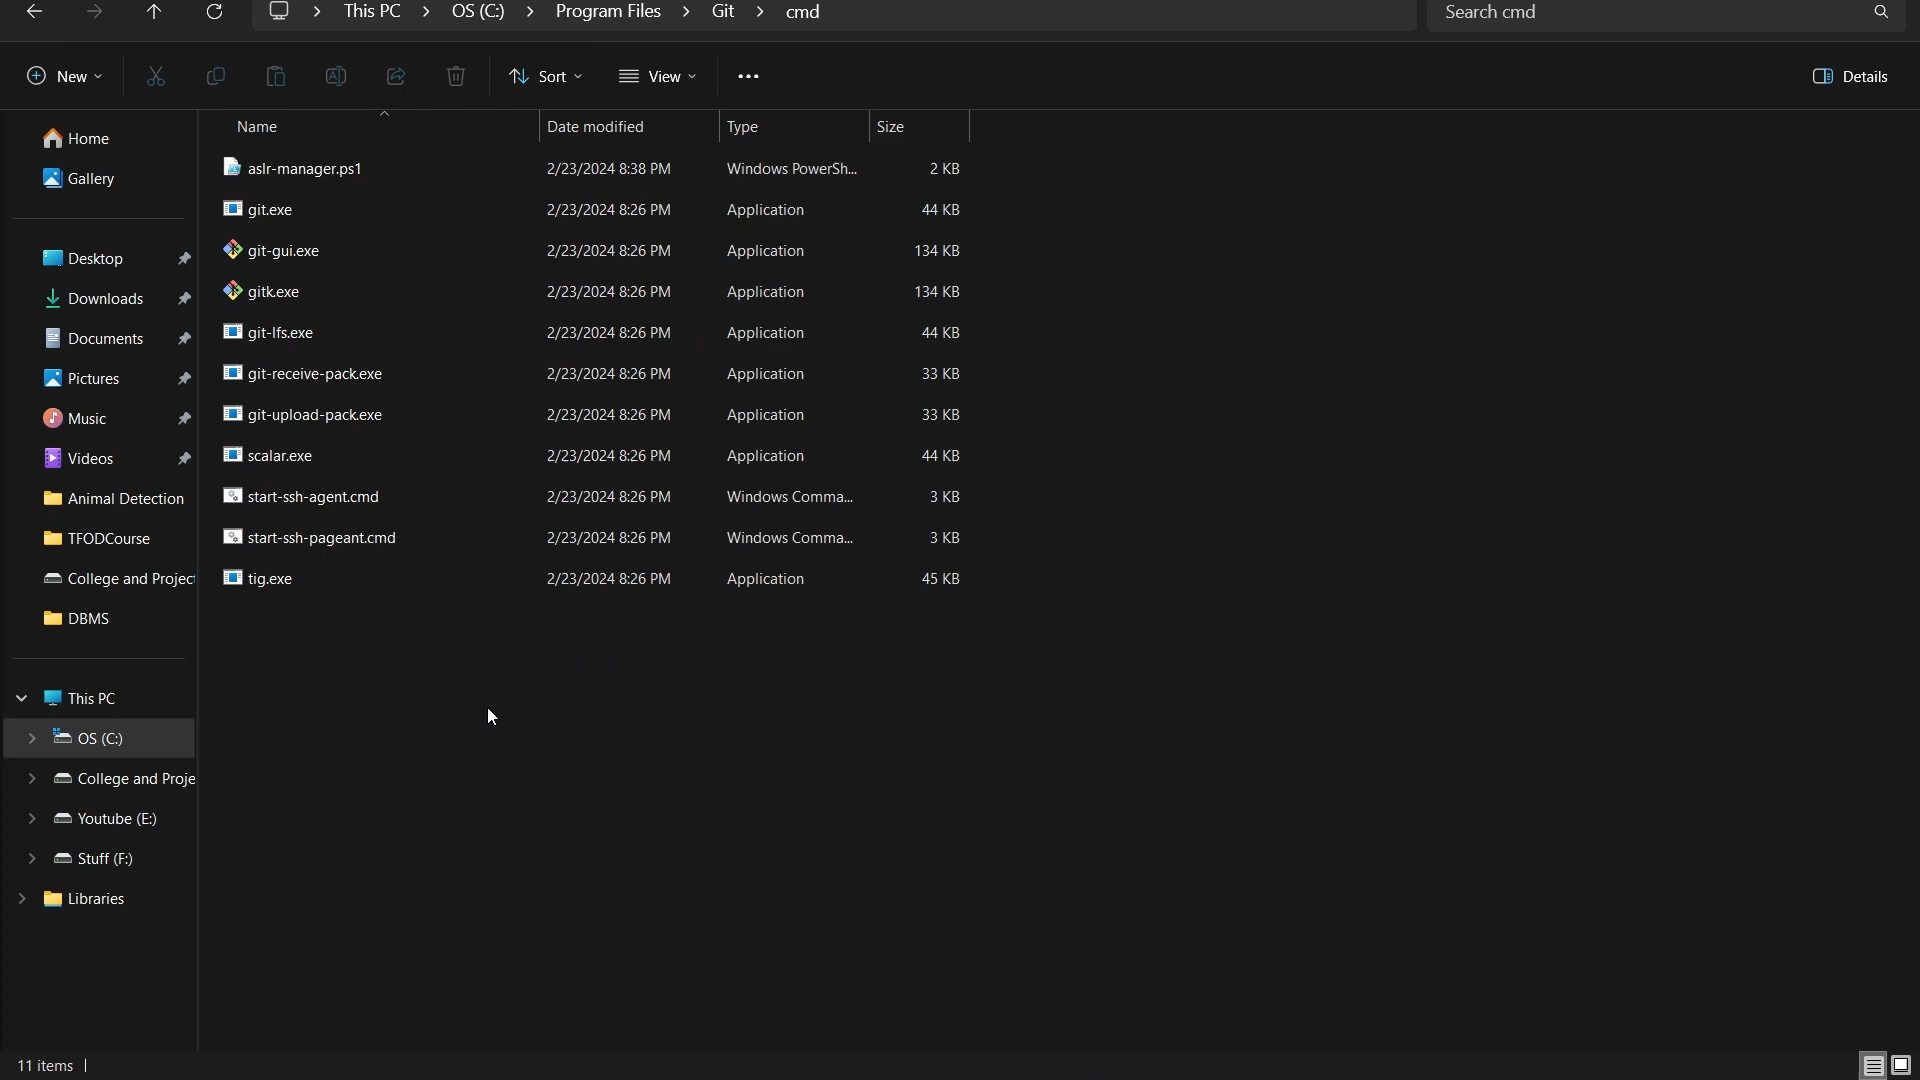 This PC > OS (C:) > Program Files > Git > cmd
Search cmd
New
Sort
View
Details
Home
Gallery
Desktop
Downloads
Documents
Pictures
Music
Videos
Animal Detection
TFODCourse
College and Project
DBMS
This PC
OS (C:)
College and Proje
Youtube (E:)
Stuff (F:)
Libraries
Name Date modified Type Size
aslr-manager.ps1 2/23/2024 8:38 PM Windows PowerSh... 2 KB
git.exe 2/23/2024 8:26 PM Application 44 KB
git-gui.exe 2/23/2024 8:26 PM Application 134 KB
gitk.exe 2/23/2024 8:26 PM Application 134 KB
git-lfs.exe 2/23/2024 8:26 PM Application 44 KB
git-receive-pack.exe 2/23/2024 8:26 PM Application 33 KB
git-upload-pack.exe 2/23/2024 8:26 PM Application 33 KB
scalar.exe 2/23/2024 8:26 PM Application 44 KB
start-ssh-agent.cmd 2/23/2024 8:26 PM Windows Comma... 3 KB
start-ssh-pageant.cmd 2/23/2024 8:26 PM Windows Comma... 3 KB
tig.exe 2/23/2024 8:26 PM Application 45 KB
11 items